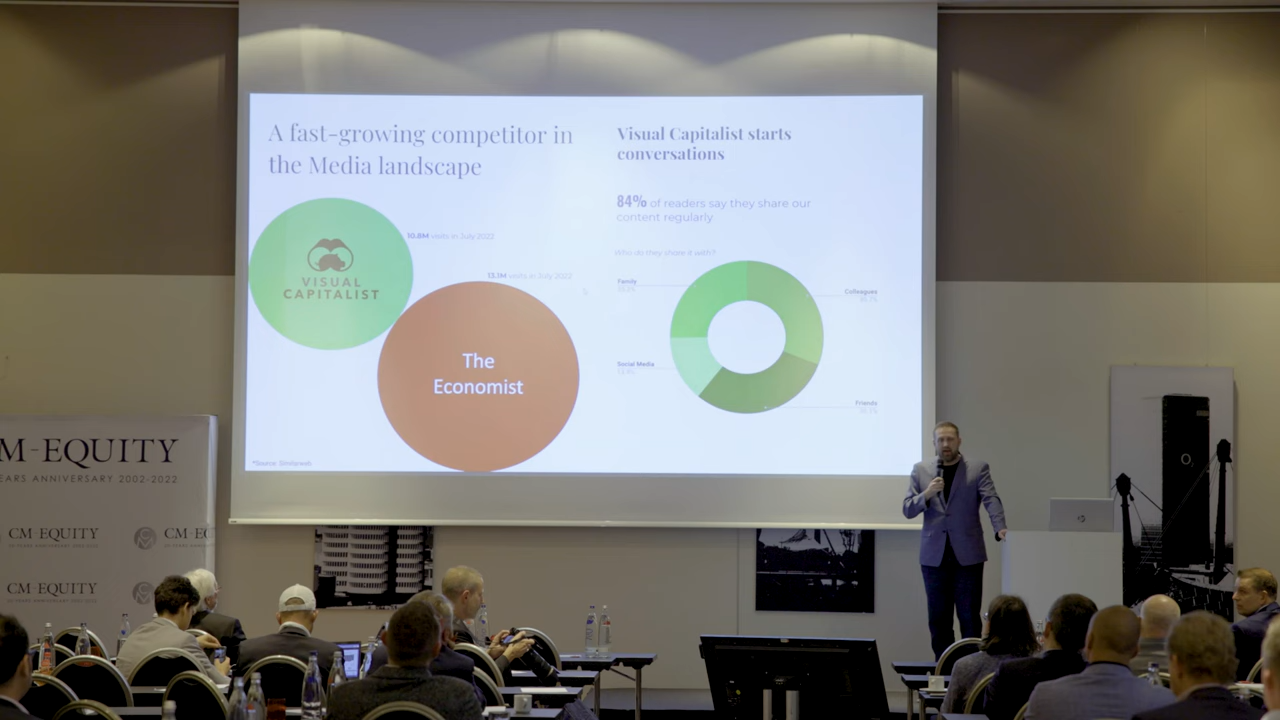 A fast-growing competitor in
the Media landscape
VISUAL
CAPITALIST
10.8M visits in July 2022
13.1M visits in July 2022
The
Economist
Visual Capitalist starts
conversations
84% of readers say they share our
content regularly
Who do they share it with?
Family
Colleagues
Social Media
Friends
*Source: Similarweb
M-EQUITY
EARS ANNIVERSARY 2002-2022
CM-EQUITY
CM-EC
CM-EQUITY